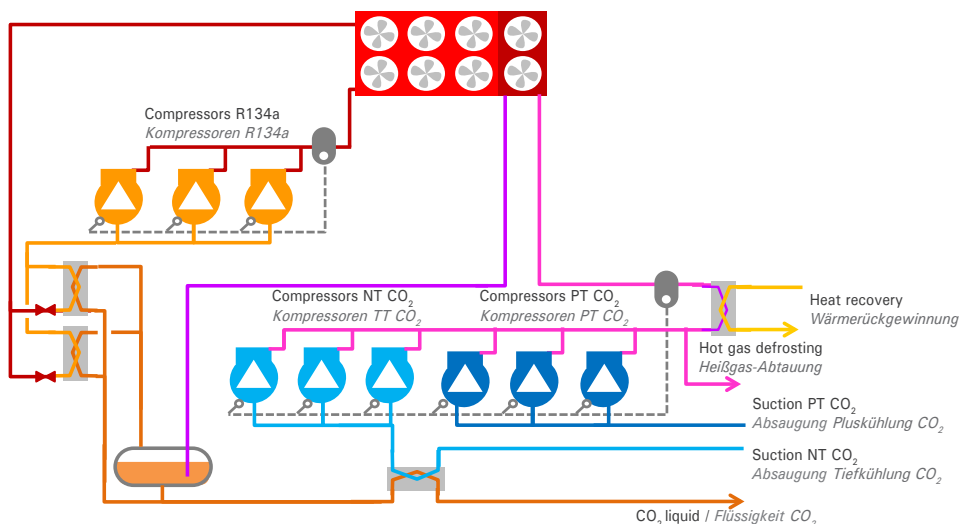 Compressors R134a
Kompressoren R134a
Compressors NT CO₂
Kompressoren TT CO₂
Compressors PT CO₂
Kompressoren PT CO₂
Heat recovery
Wärmerückgewinnung
Hot gas defrosting
Heißgas-Abtauung
Suction PT CO₂
Absaugung Pluskühlung CO₂
Suction NT CO₂
Absaugung Tiefkühlung CO₂
CO₂ liquid / Flüssigkeit CO₂